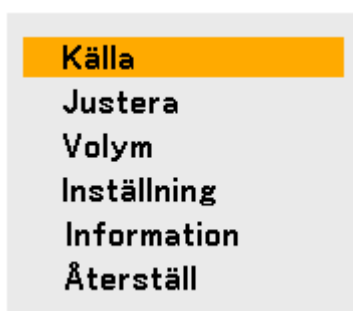 Källa
Justera
Volym
Inställning
Information
Återställ